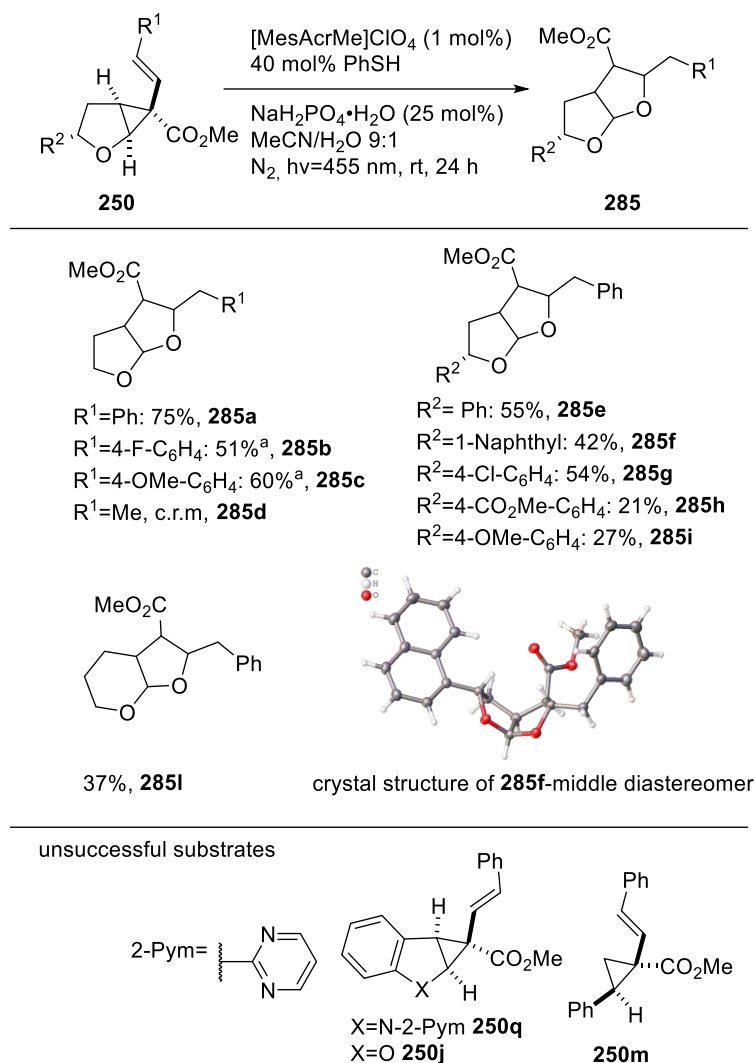 R¹
H
R²
O
H
CO₂Me
250
[MesAcrMe]ClO₄ (1 mol%)
40 mol% PhSH
NaH₂PO₄•H₂O (25 mol%)
MeCN/H₂O 9:1
N₂, hv=455 nm, rt, 24 h
MeO₂C
R¹
O
R²
O
285
MeO₂C
R¹
O
O
R¹=Ph: 75%, 285a
R¹=4-F-C₆H₄: 51%ᵃ, 285b
R¹=4-OMe-C₆H₄: 60%ᵃ, 285c
R¹=Me, c.r.m, 285d
MeO₂C
Ph
O
R²
O
R²= Ph: 55%, 285e
R²=1-Naphthyl: 42%, 285f
R²=4-Cl-C₆H₄: 54%, 285g
R²=4-CO₂Me-C₆H₄: 21%, 285h
R²=4-OMe-C₆H₄: 27%, 285i
MeO₂C
Ph
O
O
37%, 285l
C
H
O
crystal structure of 285f-middle diastereomer
unsuccessful substrates
2-Pym=
N
N
Ph
H
CO₂Me
X
H
X=N-2-Pym 250q
X=O 250j
Ph
CO₂Me
Ph
H
250m